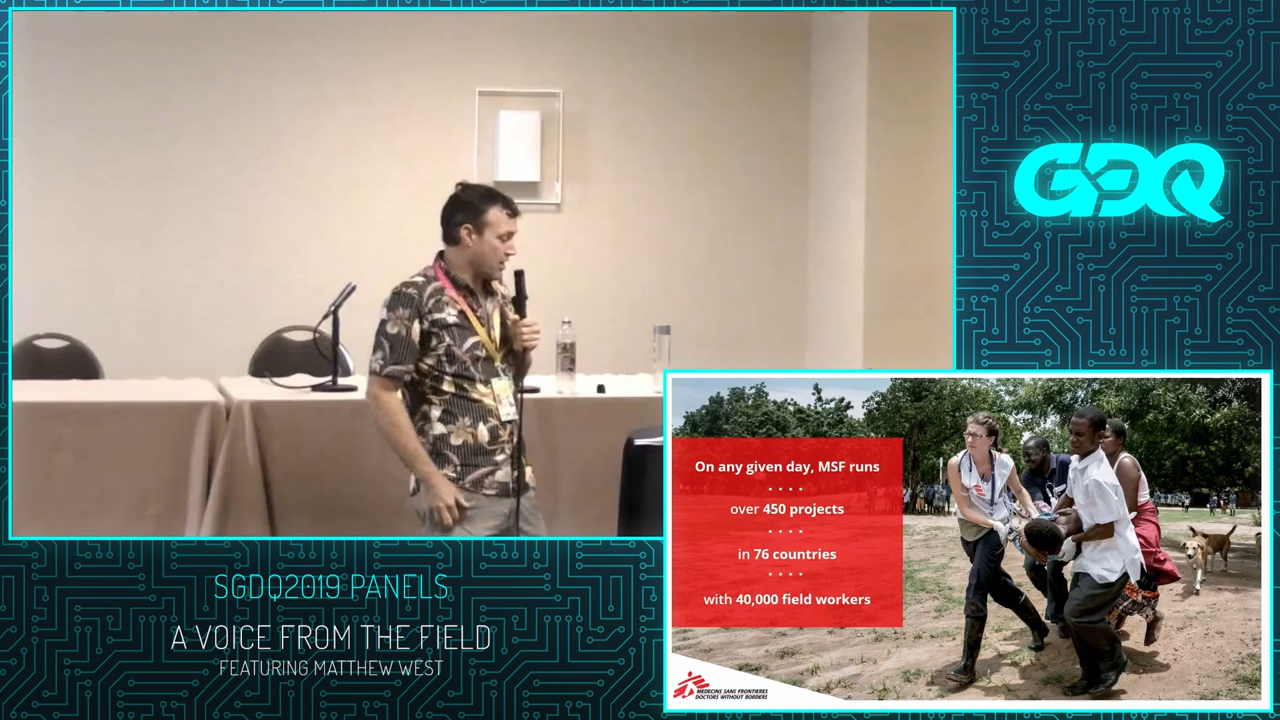 GDQ
On any given day, MSF runs
over 450 projects
in 76 countries
with 40,000 field workers
MEDECINS SANS FRONTIERES
DOCTORS WITHOUT BORDERS
SGDQ2019 PANELS
A VOICE FROM THE FIELD
FEATURING MATTHEW WEST